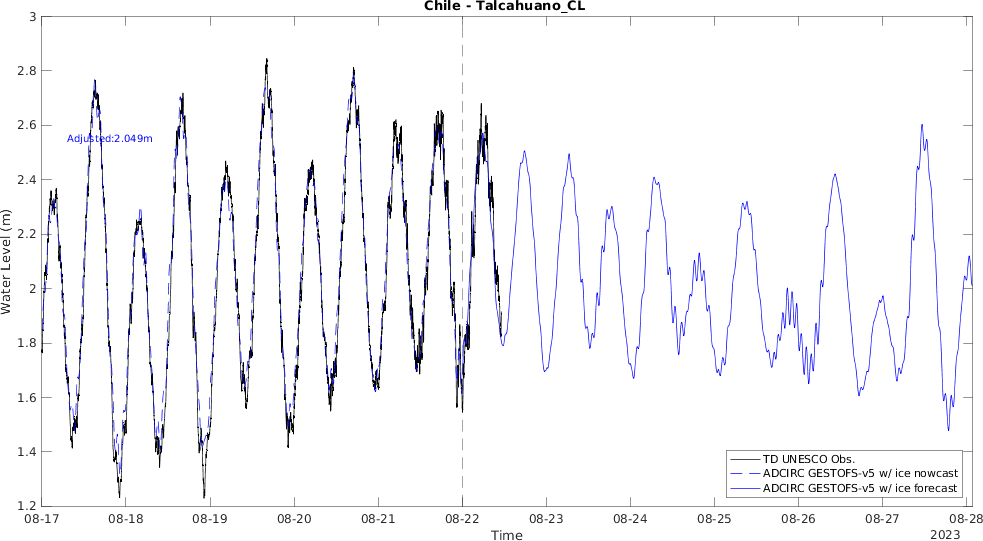 Chile - Talcahuano_CL
3
2.8
2.6
2.4
2.2
2
1.8
1.6
1.4
1.2
Water Level (m)
Adjusted:2.049m
TD UNESCO Obs.
ADCIRC GESTOFS-v5 w/ ice nowcast
ADCIRC GESTOFS-v5 w/ ice forecast
08-17 08-18 08-19 08-20 08-21 08-22 08-23 08-24 08-25 08-26 08-27 08-28
Time
2023